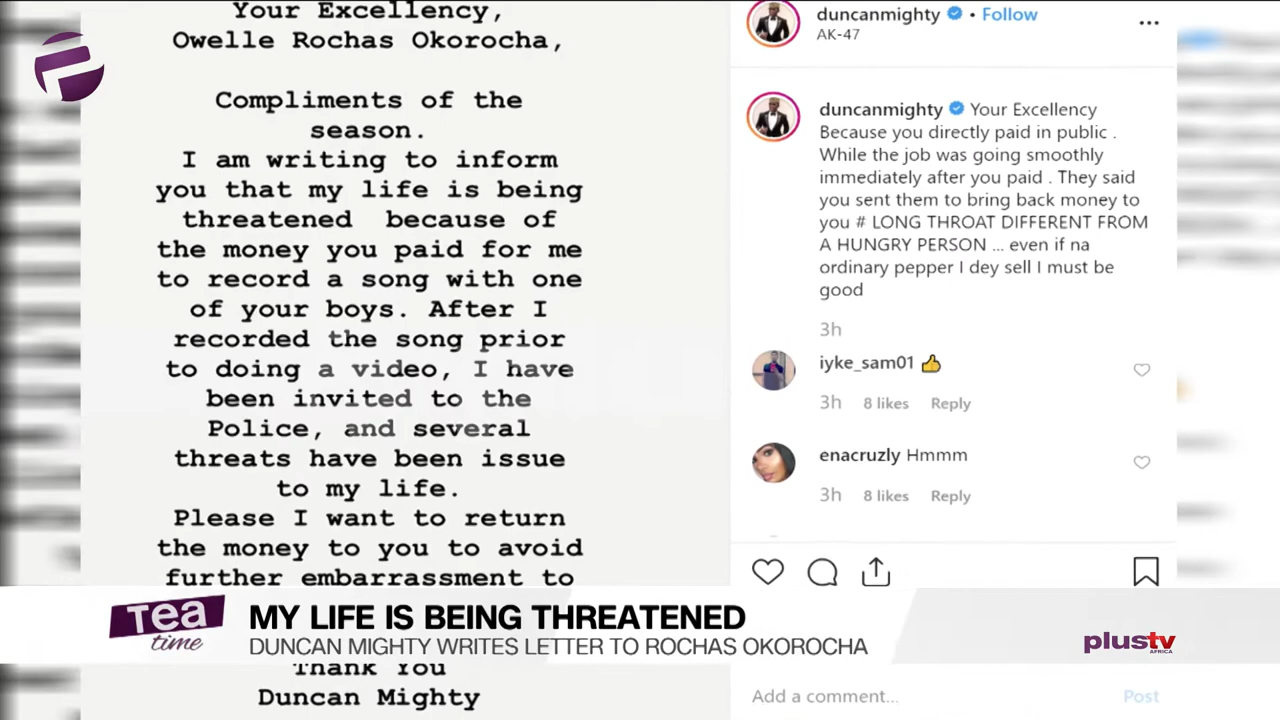 Your Excellency,
Owelle Rochas Okorocha,
Compliments of the
season.
I am writing to inform
you that my life is being
threatened because of
the money you paid for me
to record a song with one
of your boys. After I
recorded the song prior
to doing a video, I have
been invited to the
Police, and several
threats have been issue
to my life.
Please I want to return
the money to you to avoid
further embarrassment to
Thank You
Duncan Mighty
duncanmighty • Follow
AK-47
duncanmighty Your Excellency
Because you directly paid in public .
While the job was going smoothly
immediately after you paid . They said
you sent them to bring back money to
you # LONG THROAT DIFFERENT FROM
A HUNGRY PERSON ... even if na
ordinary pepper I dey sell I must be
good
3h
iyke_sam01 👍
3h 8 likes Reply
enacruzly Hmmm
3h 8 likes Reply
Add a comment... Post
Tea
time
MY LIFE IS BEING THREATENED
DUNCAN MIGHTY WRITES LETTER TO ROCHAS OKOROCHA
plustv
AFRICA